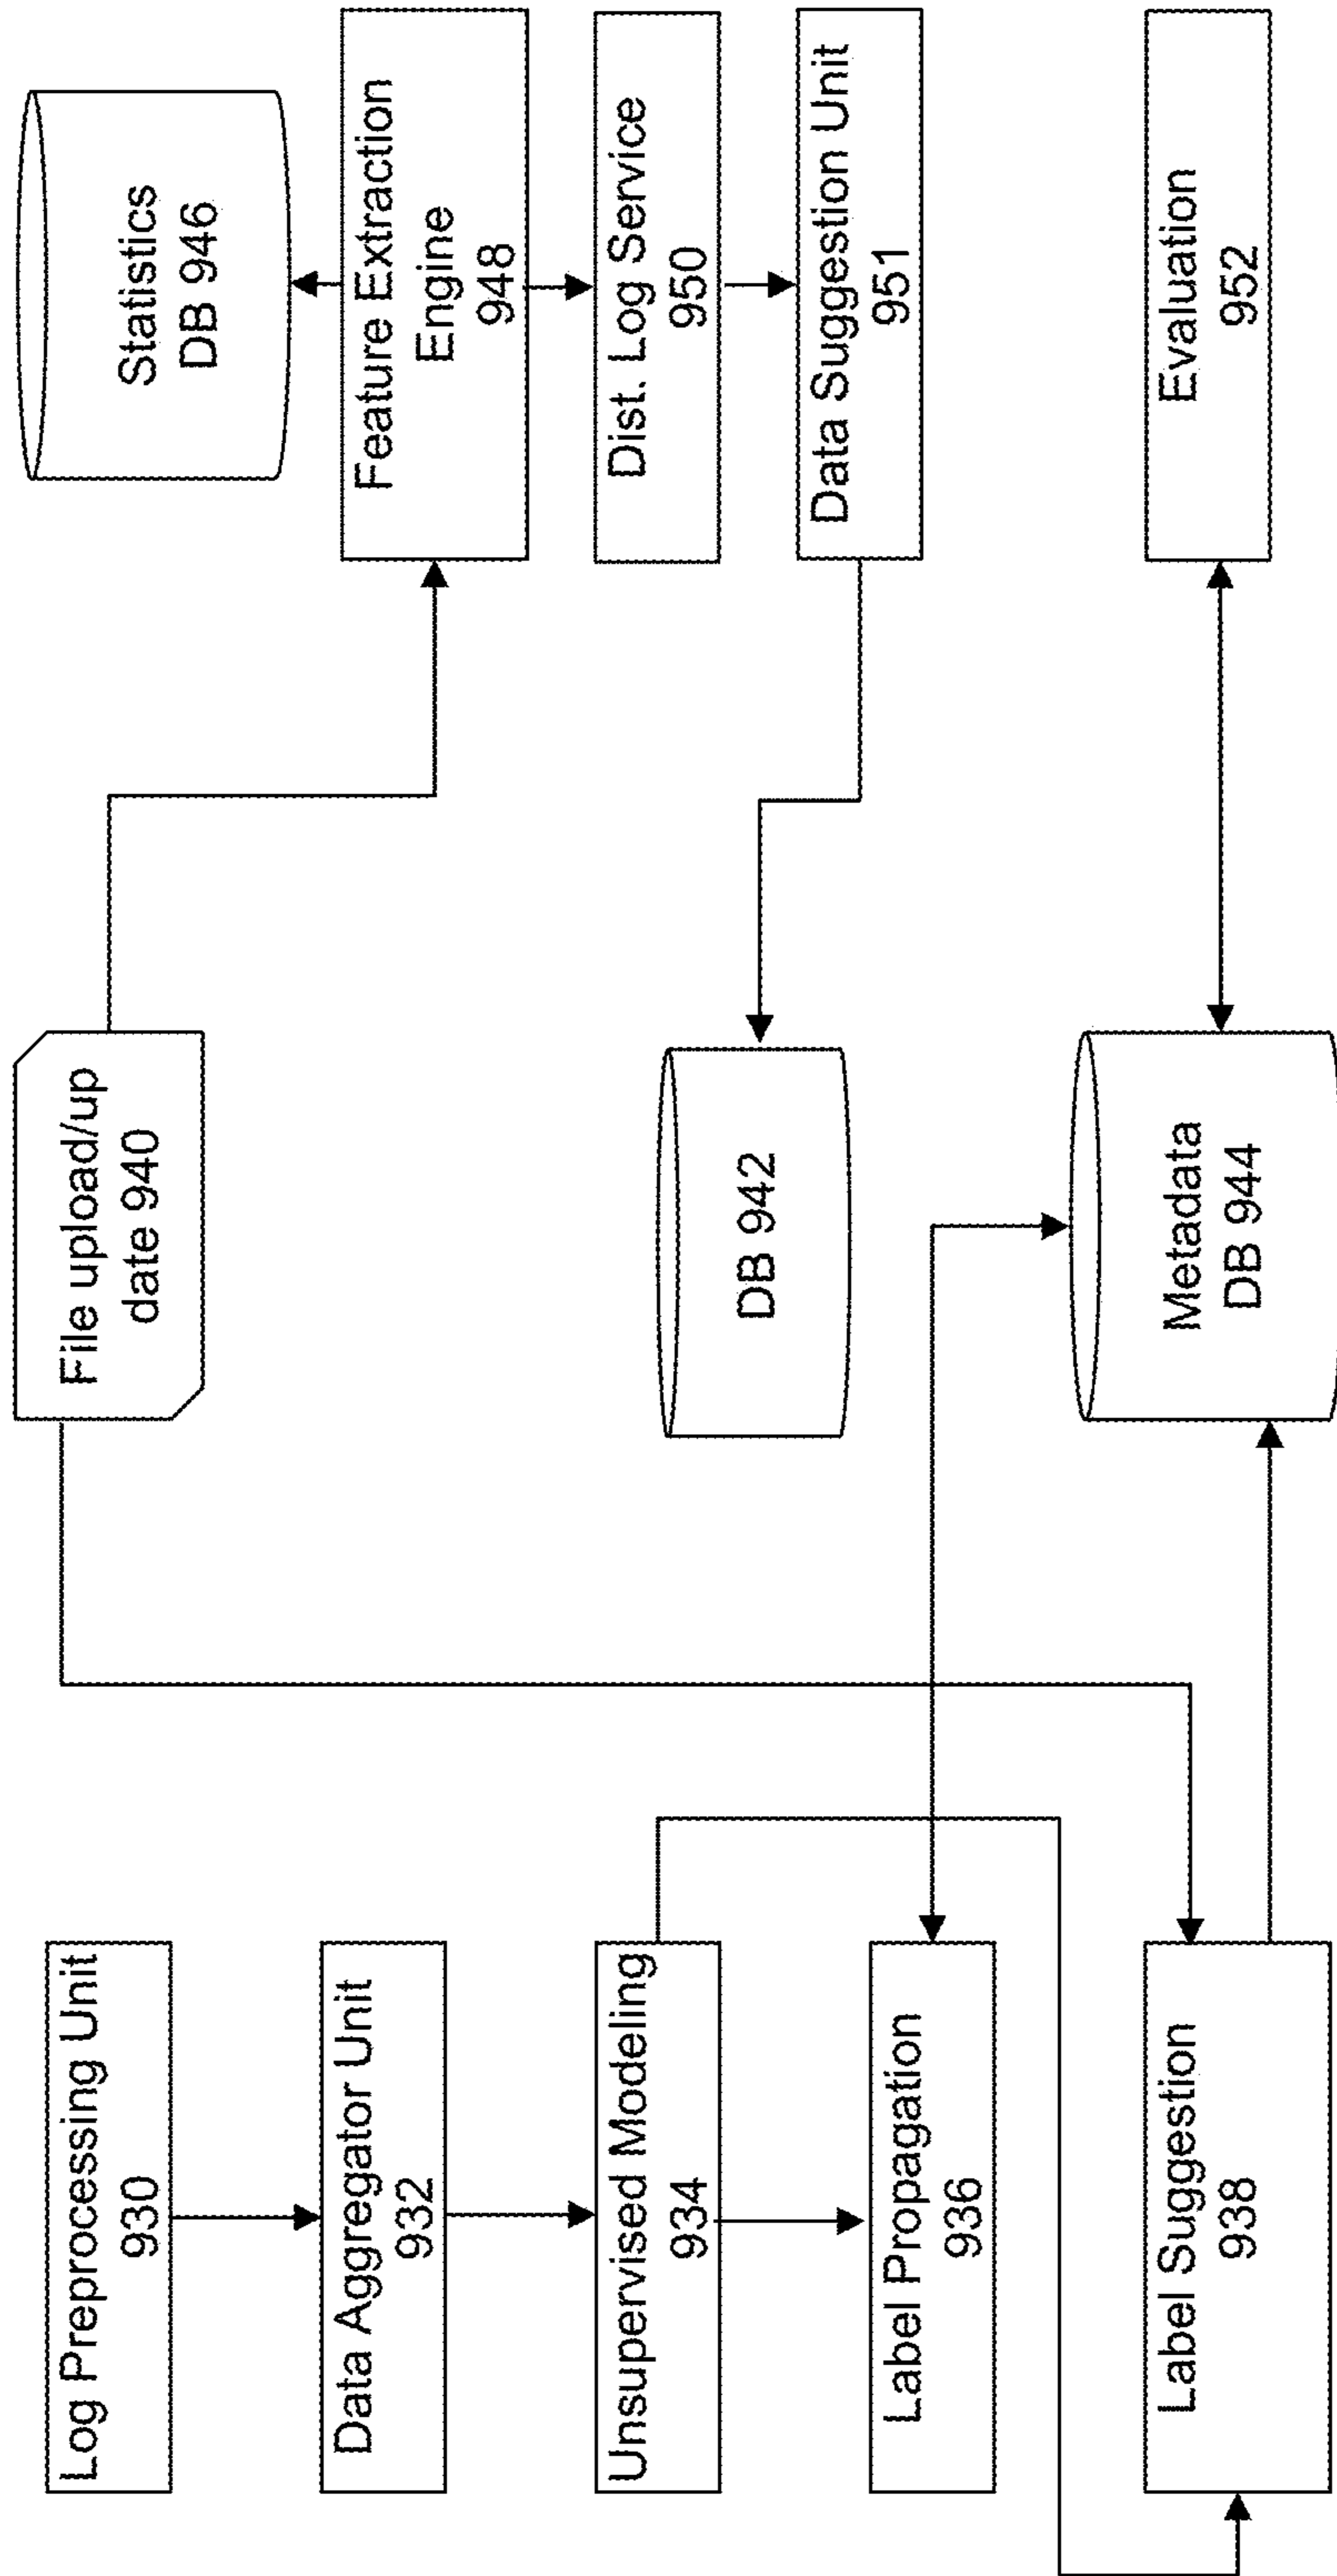 Log Preprocessing Unit
930
Data Aggregator Unit
932
Unsupervised Modeling
934
Label Propagation
936
Label Suggestion
938
File upload/up
date 940
DB 942
Metadata
DB 944
Statistics
DB 946
Feature Extraction
Engine
948
Dist. Log Service
950
Data Suggestion Unit
951
Evaluation
952